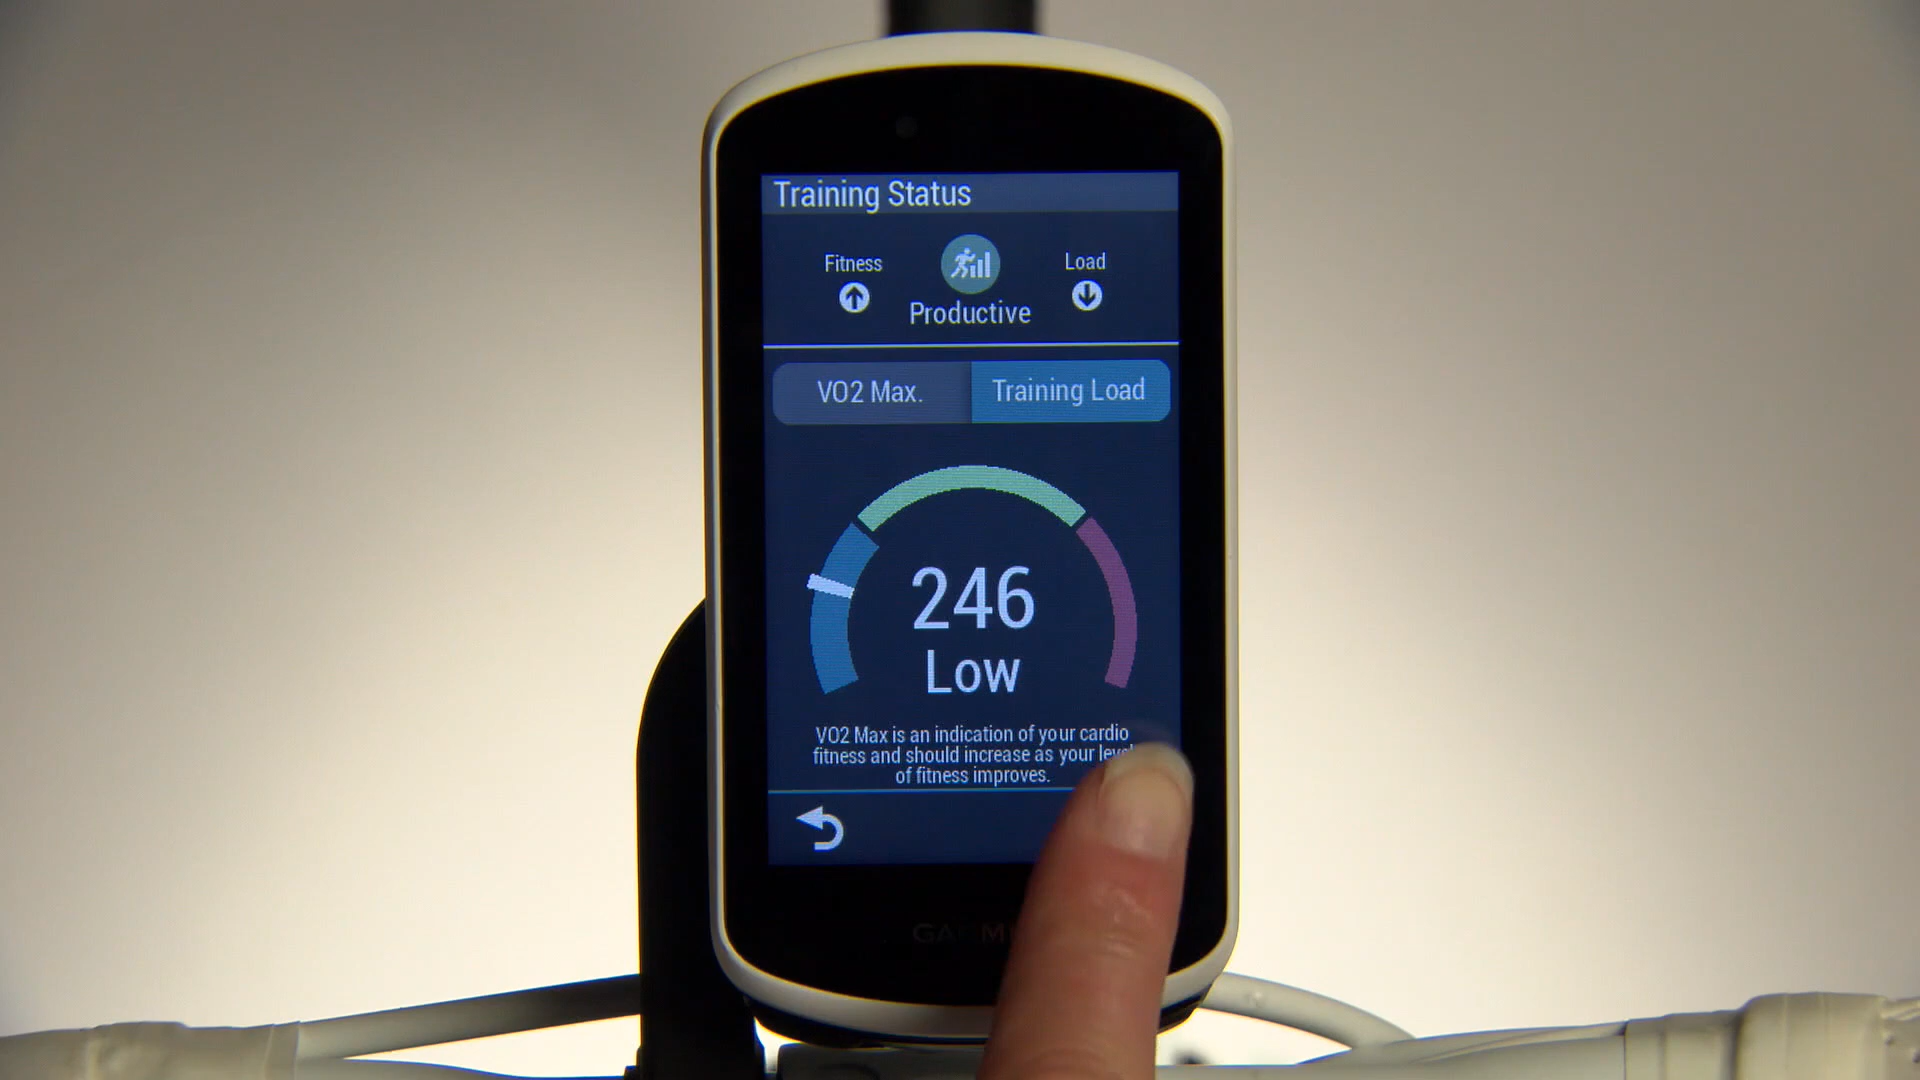 Training Status
Fitness
Load
Productive
VO2 Max.
Training Load
246
Low
VO2 Max is an indication of your cardio
fitness and should increase as your level
of fitness improves.